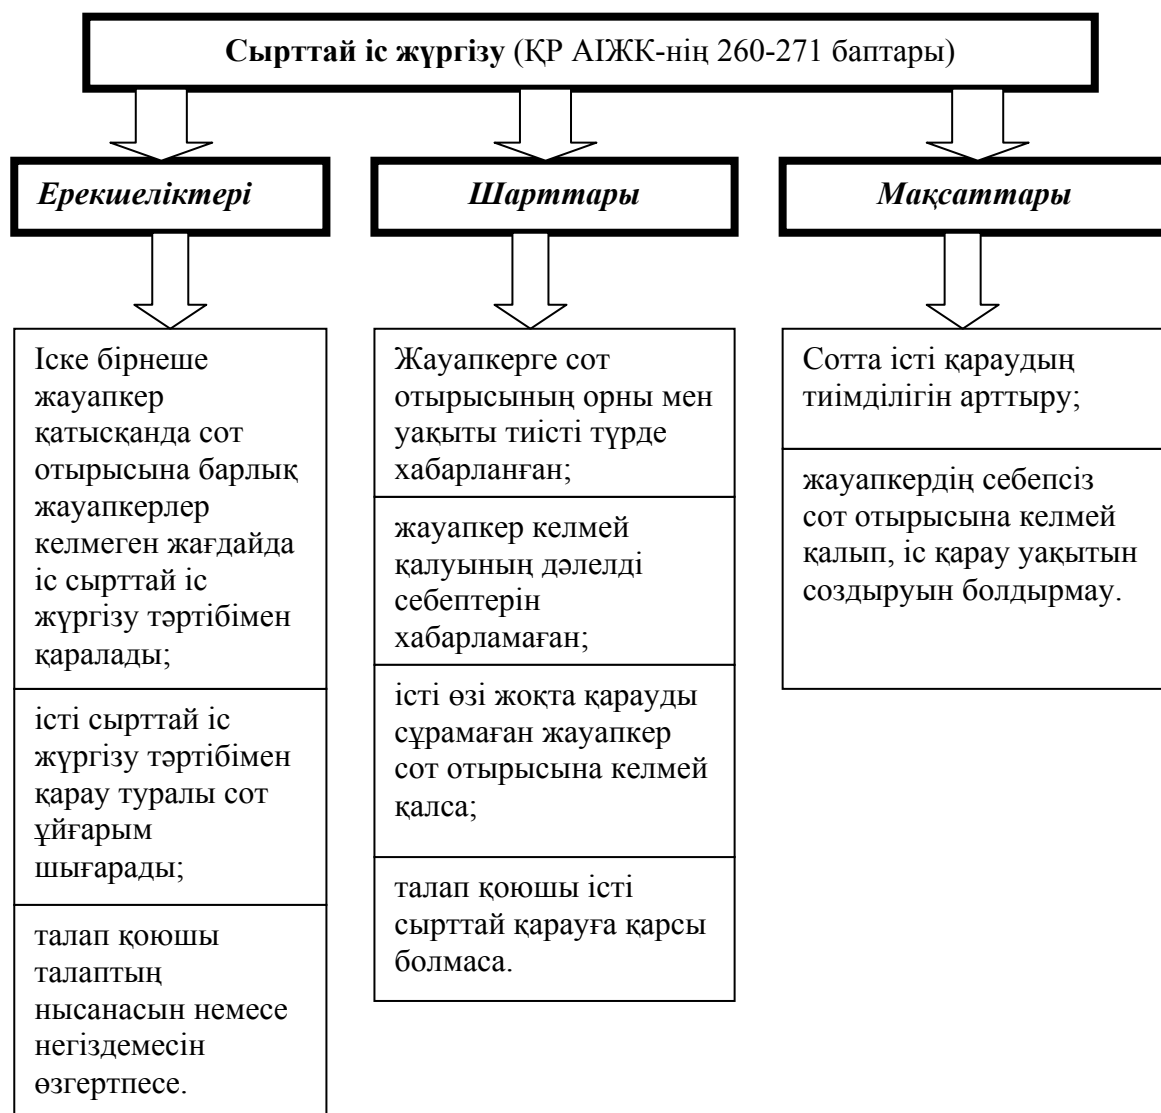 Сырттай іс жүргізу (ҚР АІЖК-нің 260-271 баптары)
Ерекшеліктері
Шарттары
Мақсаттары
Іске бірнеше
жауапкер
қатысқанда сот
отырысына барлық
жауапкерлер
келмеген жағдайда
іс сырттай іс
жүргізу тәртібімен
қаралады;
істі сырттай іс
жүргізу тәртібімен
қарау туралы сот
ұйғарым
шығарады;
талап қоюшы
талаптың
нысанасын немесе
негіздемесін
өзгертпесе.
Жауапкерге сот
отырысының орны мен
уақыты тиісті түрде
хабарланған;
жауапкер келмей
қалуының дәлелді
себептерін
хабарламаған;
істі өзі жоқта қарауды
сұрамаған жауапкер
сот отырысына келмей
қалса;
талап қоюшы істі
сырттай қарауға қарсы
болмаса.
Сотта істі қараудың
тиімділігін арттыру;
жауапкердің себепсіз
сот отырысына келмей
қалып, іс қарау уақытын
создыруын болдырмау.